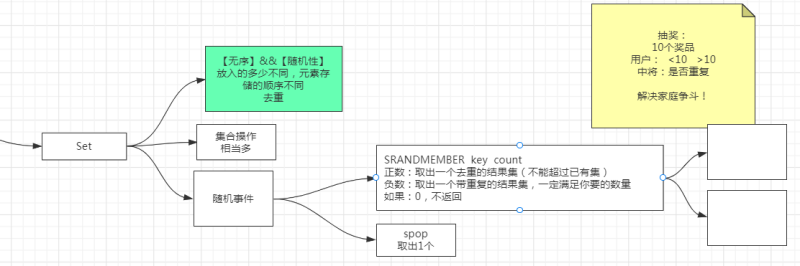 抽奖：
10个奖品
用户： <10 >10
中将：是否重复
解决家庭争斗！
【无序】&&【随机性】
放入的多少不同，元素存
储的顺序不同
去重
Set
集合操作
相当多
随机事件
SRANDMEMBER key count
正数：取出一个去重的结果集（不能超过已有集）
负数：取出一个带重复的结果集，一定满足你要的数量
如果：0，不返回
spop
取出1个